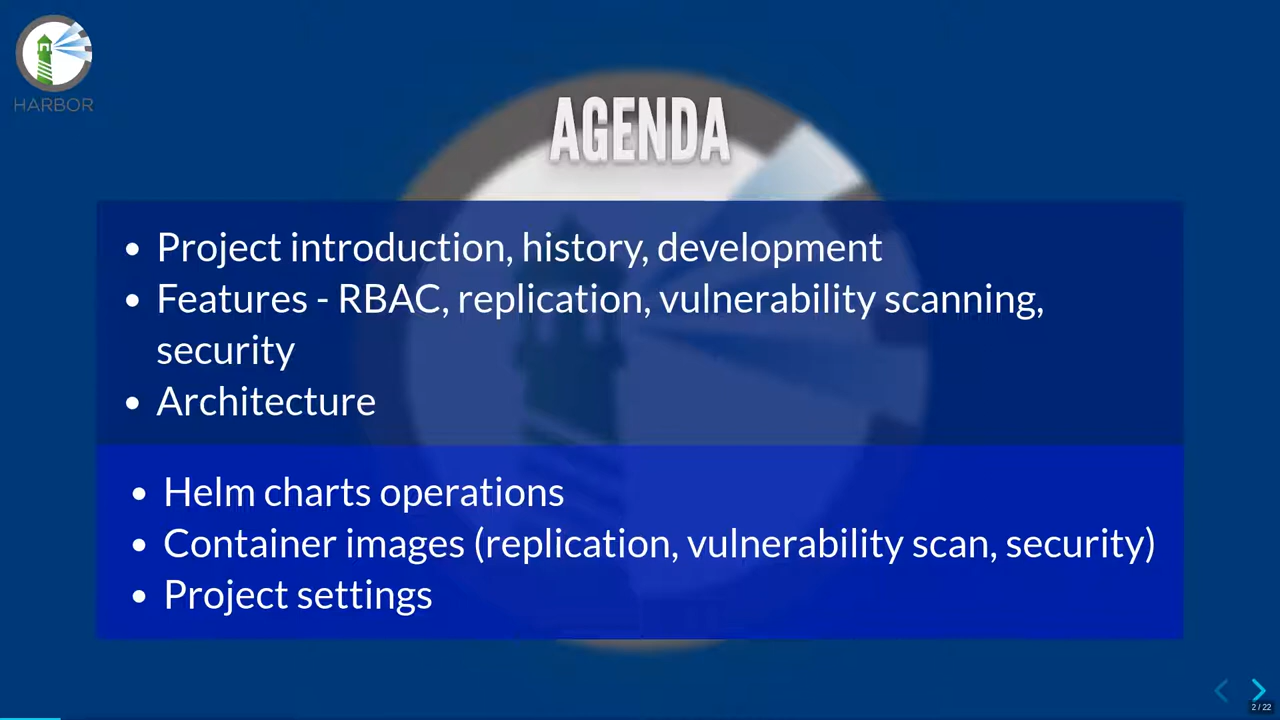 HARBOR
AGENDA
• Project introduction, history, development
• Features - RBAC, replication, vulnerability scanning,
security
• Architecture
• Helm charts operations
• Container images (replication, vulnerability scan, security)
• Project settings
2 / 22